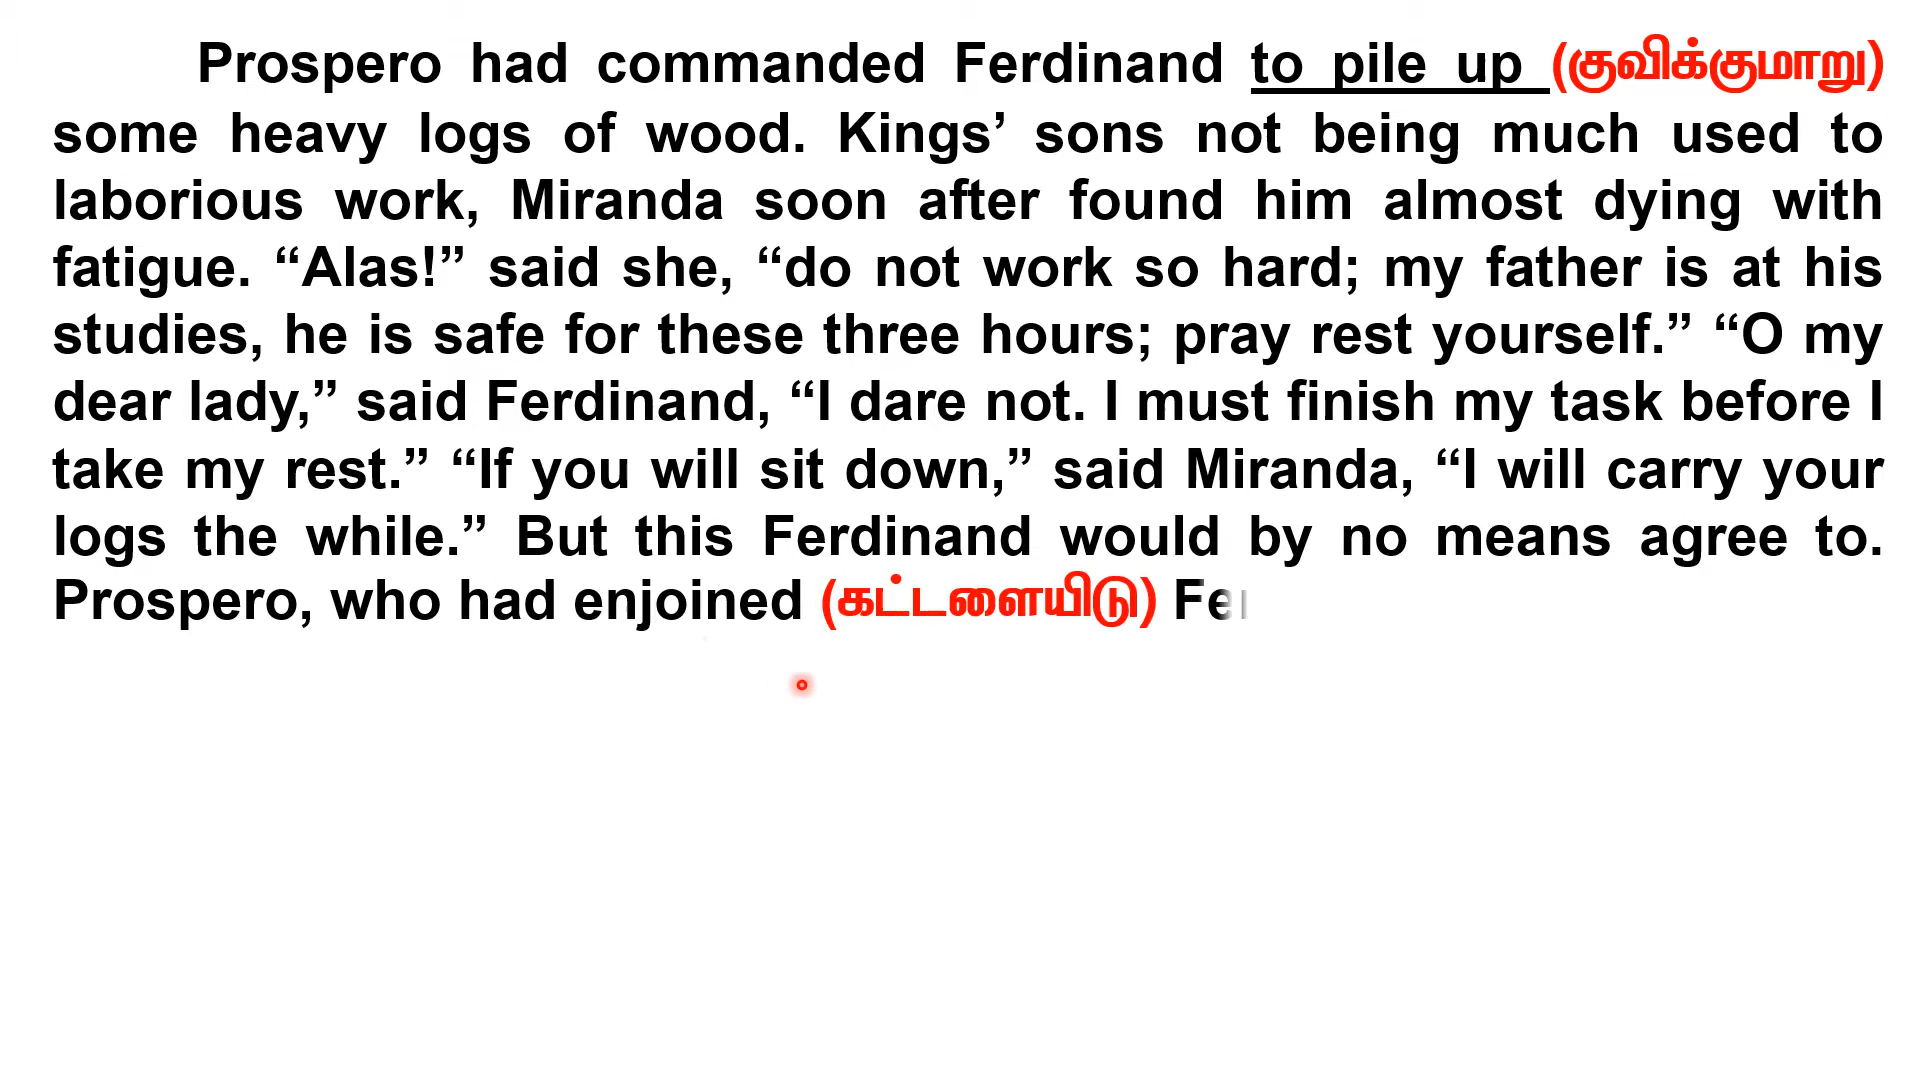 Prospero had commanded Ferdinand to pile up (குவிக்குமாறு)
some heavy logs of wood. Kings’ sons not being much used to
laborious work, Miranda soon after found him almost dying with
fatigue. “Alas!” said she, “do not work so hard; my father is at his
studies, he is safe for these three hours; pray rest yourself.” “O my
dear lady,” said Ferdinand, “I dare not. I must finish my task before I
take my rest.” “If you will sit down,” said Miranda, “I will carry your
logs the while.” But this Ferdinand would by no means agree to.
Prospero, who had enjoined (கட்டளையிடு)